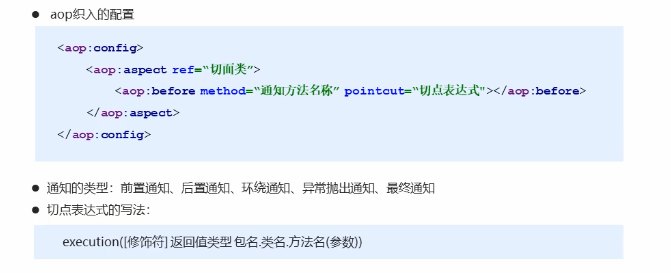 ● aop织入的配置
<aop:config>
<aop:aspect ref=“切面类”>
<aop:before method=“通知方法名称” pointcut=“切点表达式"></aop:before>
</aop:aspect>
</aop:config>
● 通知的类型：前置通知、后置通知、环绕通知、异常抛出通知、最终通知
● 切点表达式的写法：
execution([修饰符] 返回值类型 包名.类名.方法名(参数))